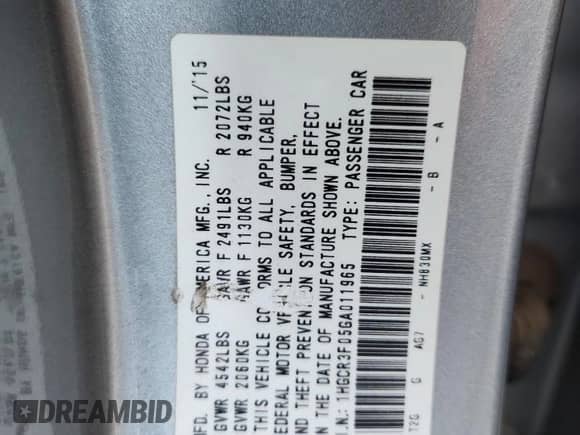 MFD. BY HONDA OF AMERICA MFG., INC. 11/'15
GVWR 4542LBS GAWR F 2491LBS R 2072LBS
GVWR 2060KG GAWR F 1130KG R 940KG
THIS VEHICLE CONFORMS TO ALL APPLICABLE
FEDERAL MOTOR VEHICLE SAFETY, BUMPER,
AND THEFT PREVENTION STANDARDS IN EFFECT
ON THE DATE OF MANUFACTURE SHOWN ABOVE.
V.I.N.: 1HGCR3F05GA011965 TYPE: PASSENGER CAR
T2G G AG7 - NH830MX - B - A
DREAMBID